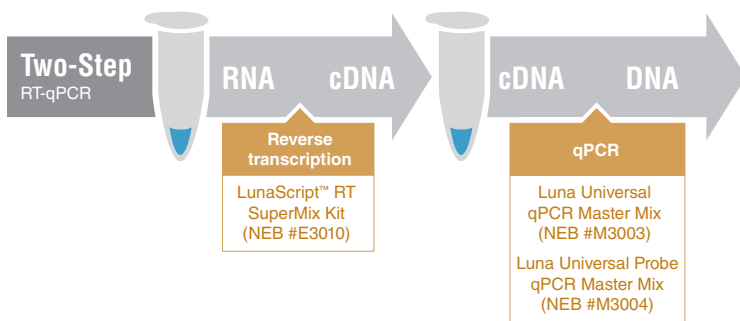 Two-Step
RT-qPCR
RNA cDNA
cDNA DNA
Reverse
transcription
LunaScript™ RT
SuperMix Kit
(NEB #E3010)
qPCR
Luna Universal
qPCR Master Mix
(NEB #M3003)
Luna Universal Probe
qPCR Master Mix
(NEB #M3004)